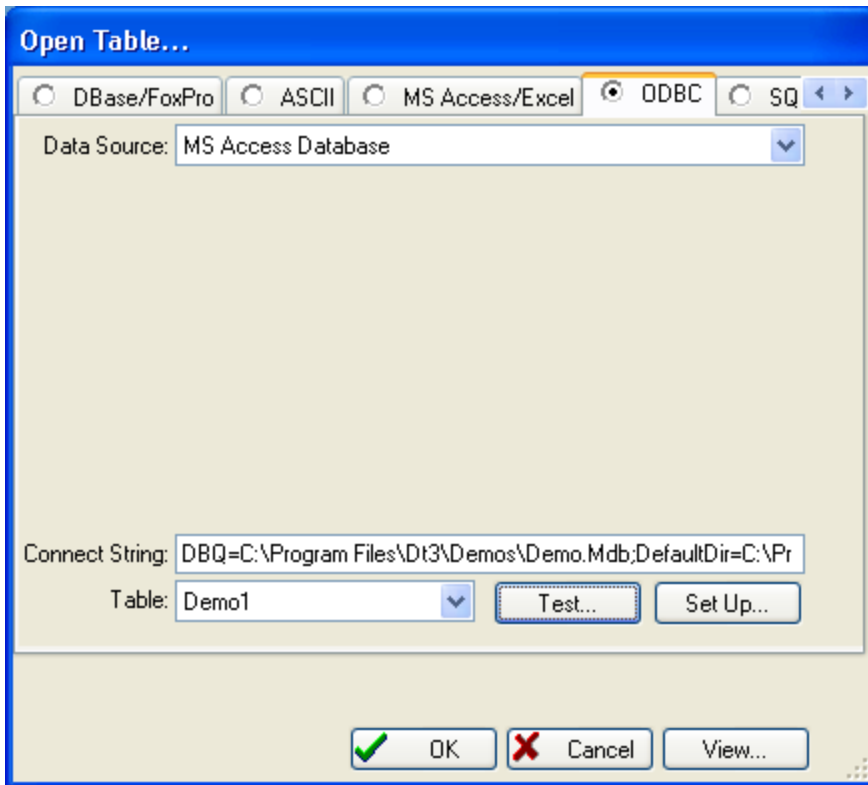 Open Table...
DBase/FoxPro ASCII MS Access/Excel ODBC SQ
Data Source: MS Access Database
Connect String: DBQ=C:\Program Files\Dt3\Demos\Demo.Mdb;DefaultDir=C:\Pr
Table: Demo1 Test... Set Up...
OK Cancel View...